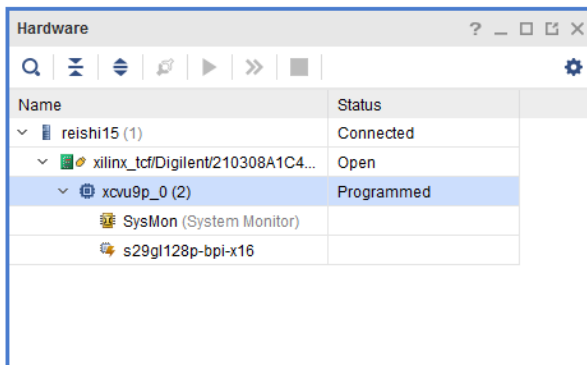 Hardware
Name Status
reishi15 (1) Connected
xilinx_tcf/Digilent/210308A1C4... Open
xcvu9p_0 (2) Programmed
SysMon (System Monitor)
s29gl128p-bpi-x16